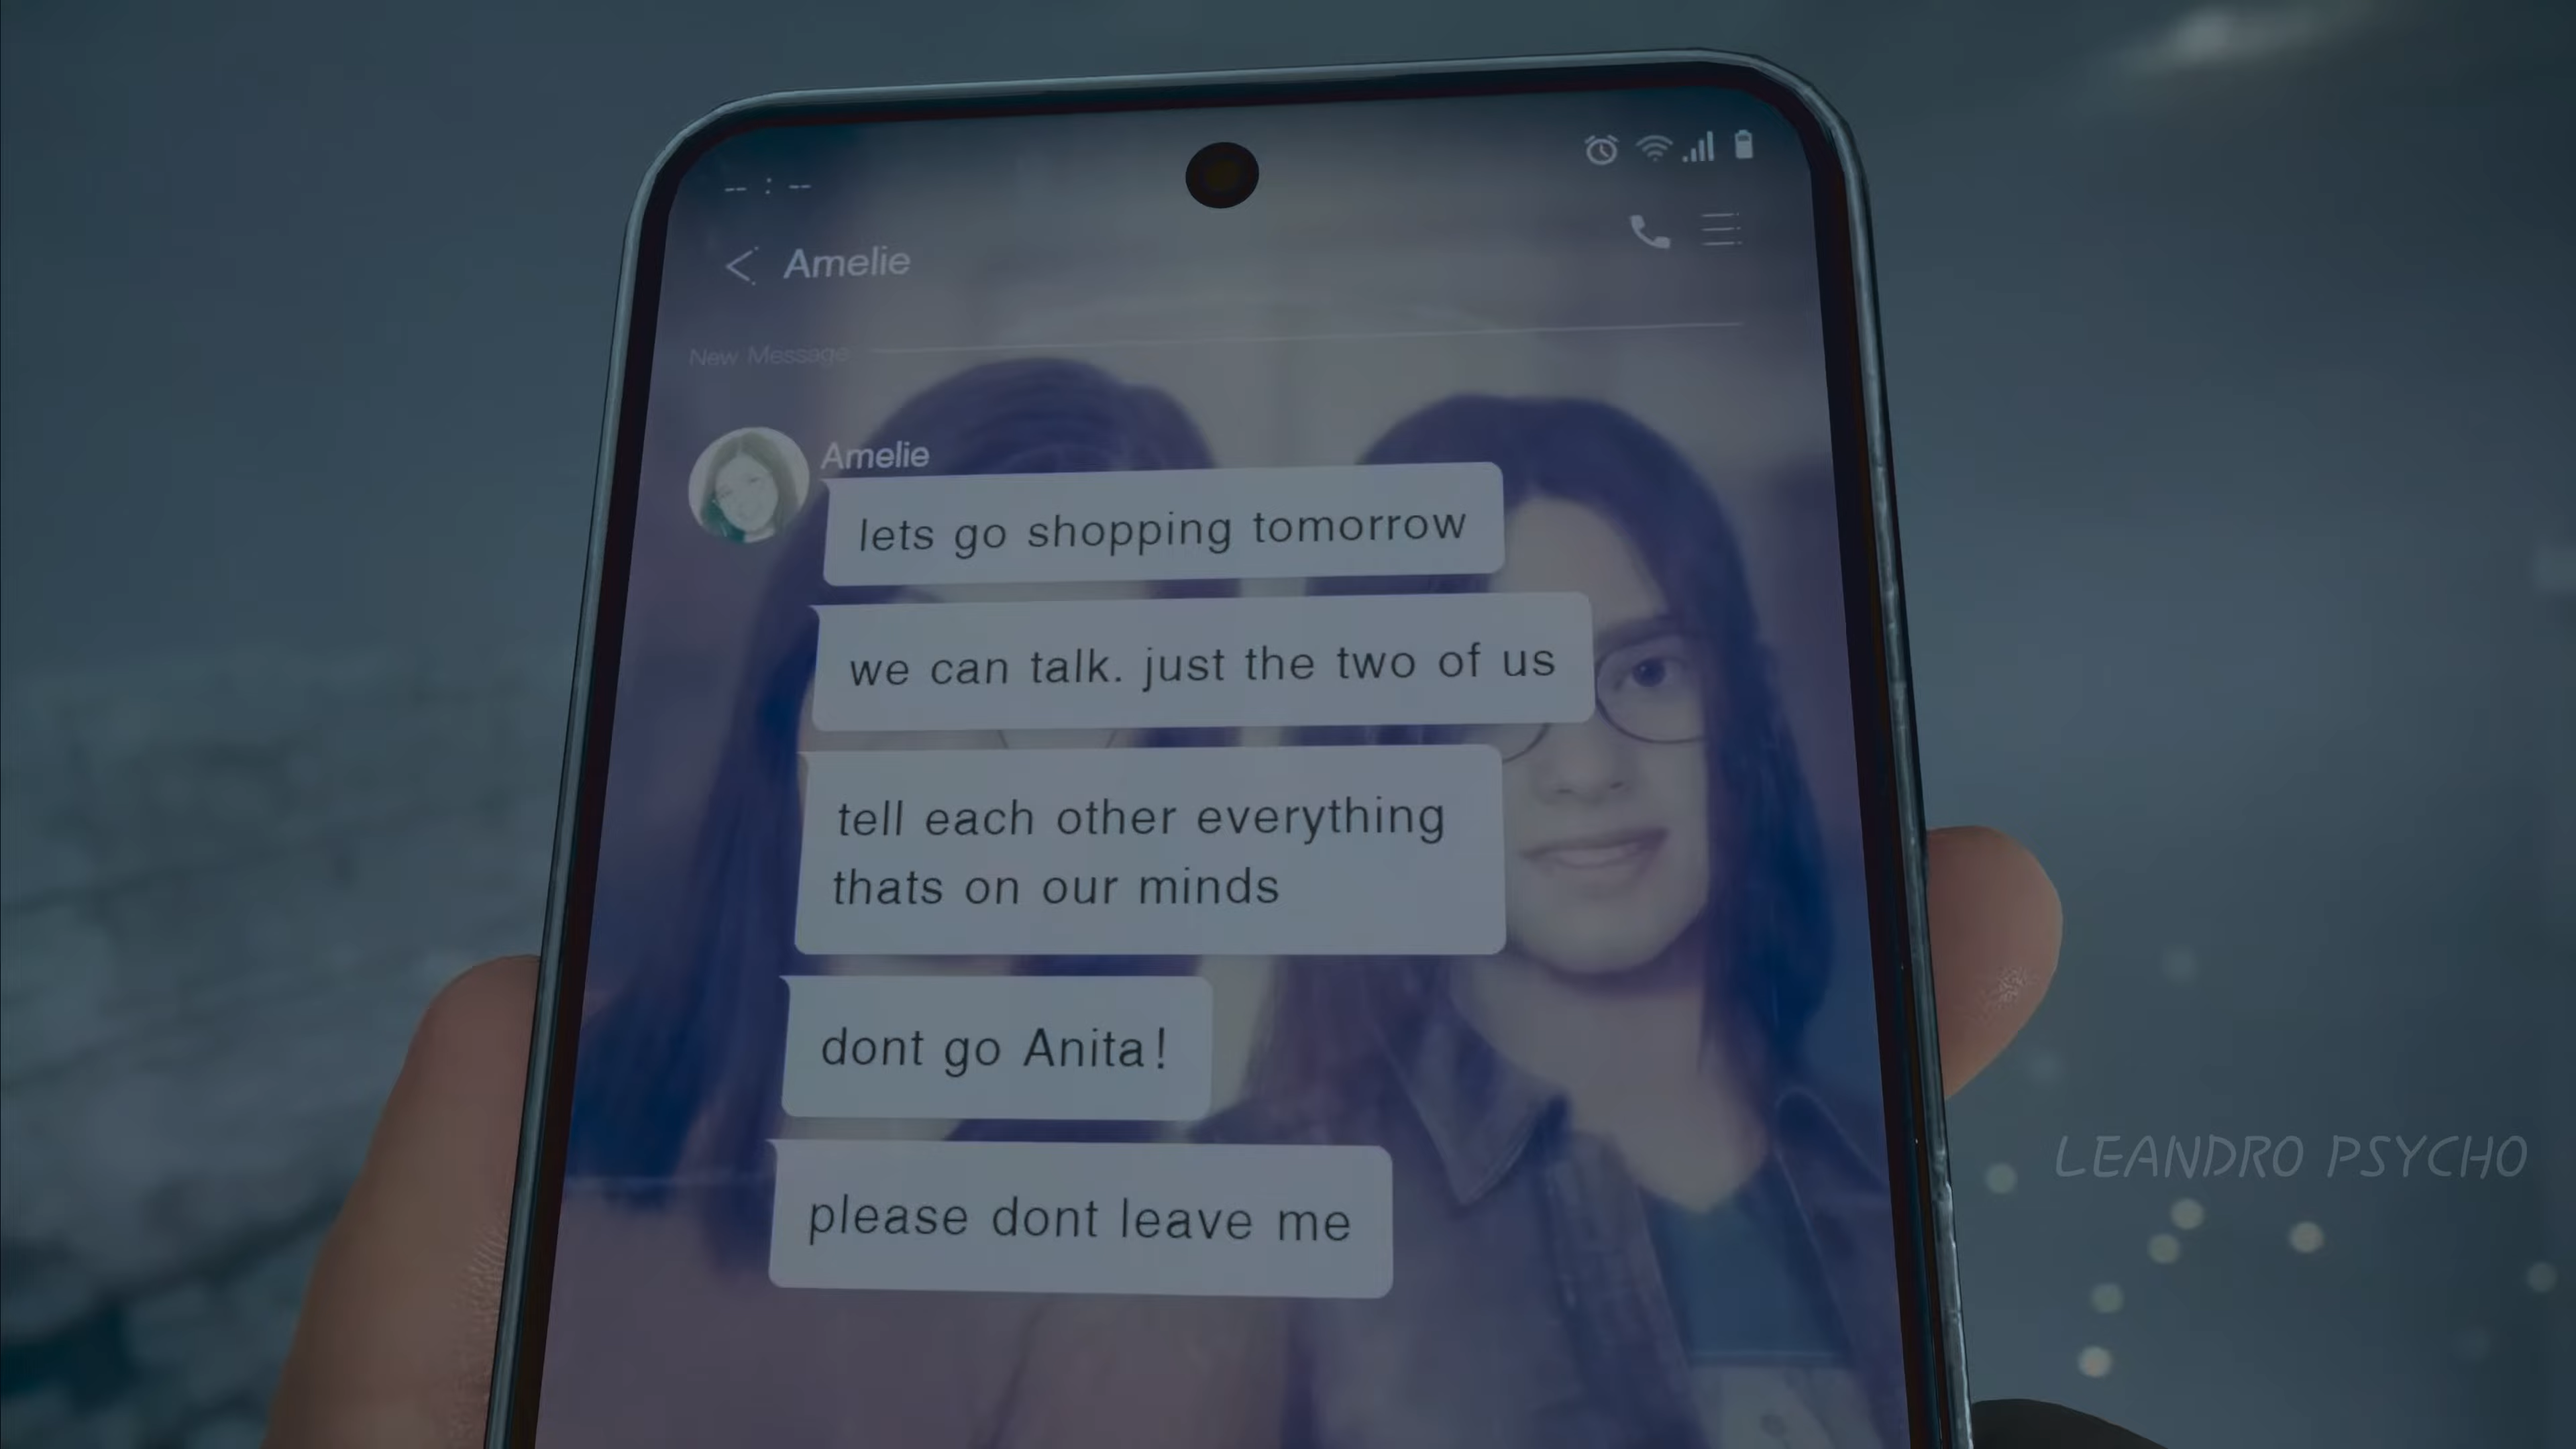 -- : --
Amelie
New Message
Amelie
lets go shopping tomorrow
we can talk. just the two of us
tell each other everything
thats on our minds
dont go Anita!
please dont leave me
LEANDRO PSYCHO